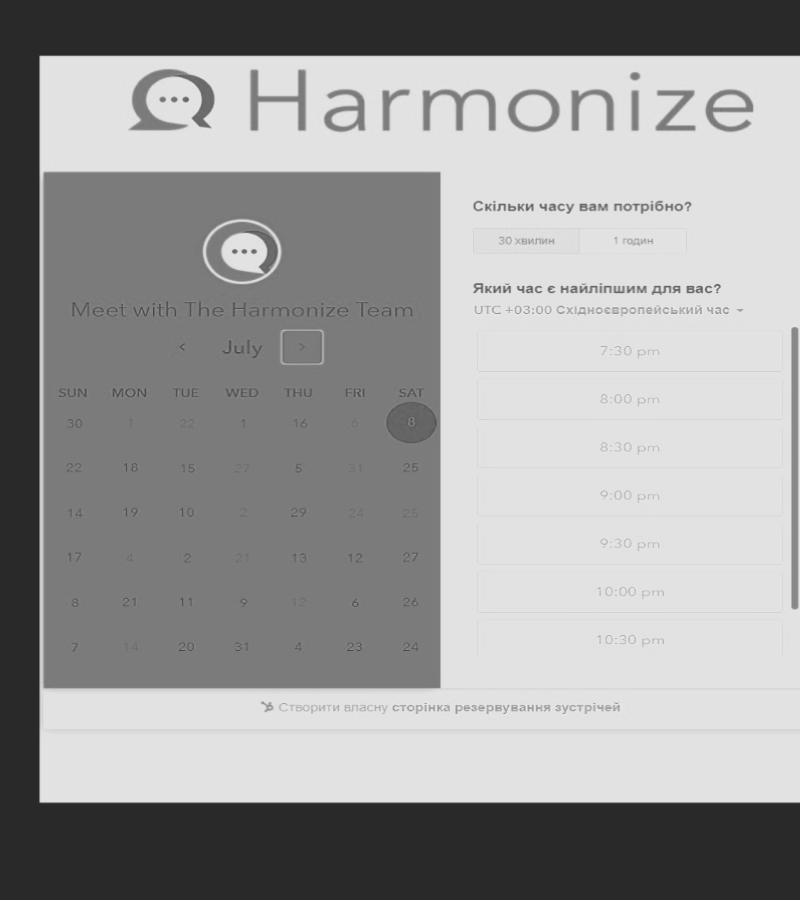 Harmonize
Meet with The Harmonize Team
July
SUN MON TUE WED THU FRI SAT
30 1 22 1 16 6 8
22 18 15 27 5 31 25
14 19 10 2 29 24 25
17 4 2 21 13 12 27
8 21 11 9 12 6 26
7 14 20 31 4 23 24
Скільки часу вам потрібно?
30 хвилин 1 годин
Який час є найліпшим для вас?
UTC +03:00 Східноєвропейський час
7:30 pm
8:00 pm
8:30 pm
9:00 pm
9:30 pm
10:00 pm
10:30 pm
Створити власну сторінка резервування зустрічей